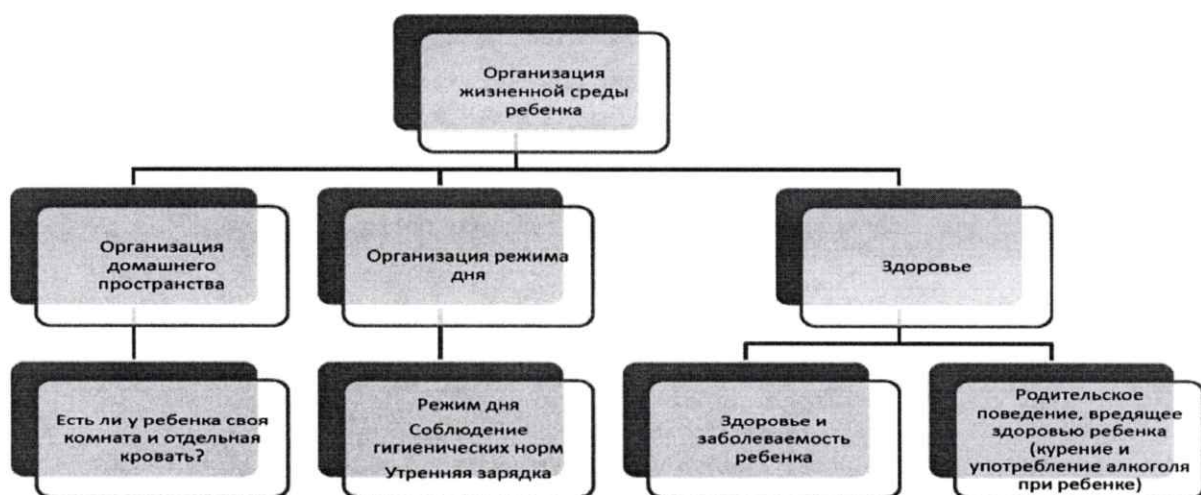 Организация
жизненной среды
ребенка
Организация
домашнего
пространства
Организация режима
дня
Здоровье
Есть ли у ребенка своя
комната и отдельная
кровать?
Режим дня
Соблюдение
гигиенических норм
Утренняя зарядка
Здоровье и
заболеваемость
ребенка
Родительское
поведение, вредящее
здоровью ребенка
(курение и
употребление алкоголя
при ребенке)